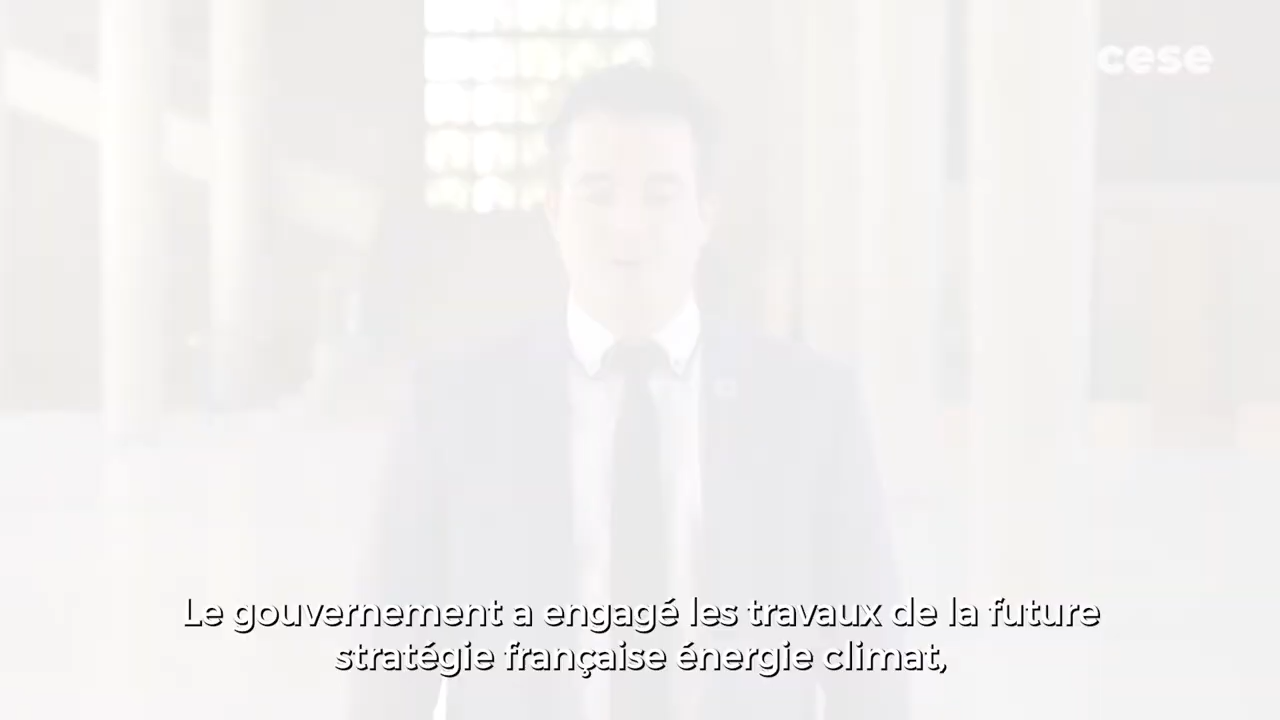 cese
Le gouvernement a engagé les travaux de la future
stratégie française énergie climat,